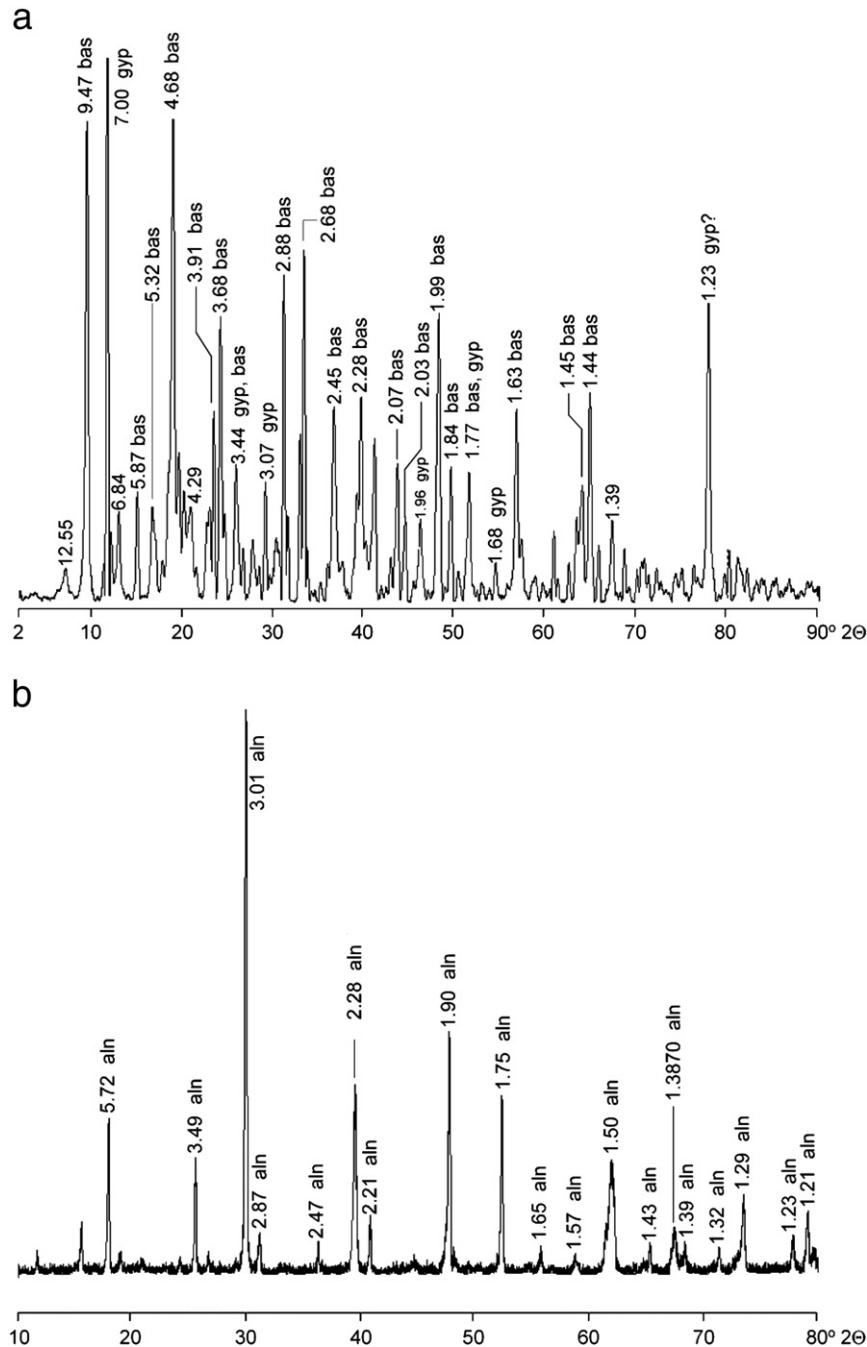 a
9.47 bas
7.00 gyp
6.84
12.55
5.87 bas
5.32 bas
4.68 bas
4.29
3.91 bas
3.68 bas
3.44 gyp, bas
3.07 gyp
2.88 bas
2.68 bas
2.45 bas
2.28 bas
2.07 bas
2.03 bas
1.96 gyp
1.99 bas
1.84 bas
1.77 bas, gyp
1.68 gyp
1.63 bas
1.45 bas
1.44 bas
1.39
1.23 gyp?
2 10 20 30 40 50 60 70 80 90º 2Θ
b
5.72 aln
3.49 aln
3.01 aln
2.87 aln
2.47 aln
2.28 aln
2.21 aln
1.90 aln
1.75 aln
1.65 aln
1.57 aln
1.50 aln
1.43 aln
1.3870 aln
1.39 aln
1.32 aln
1.29 aln
1.23 aln
1.21 aln
10 20 30 40 50 60 70 80º 2Θ